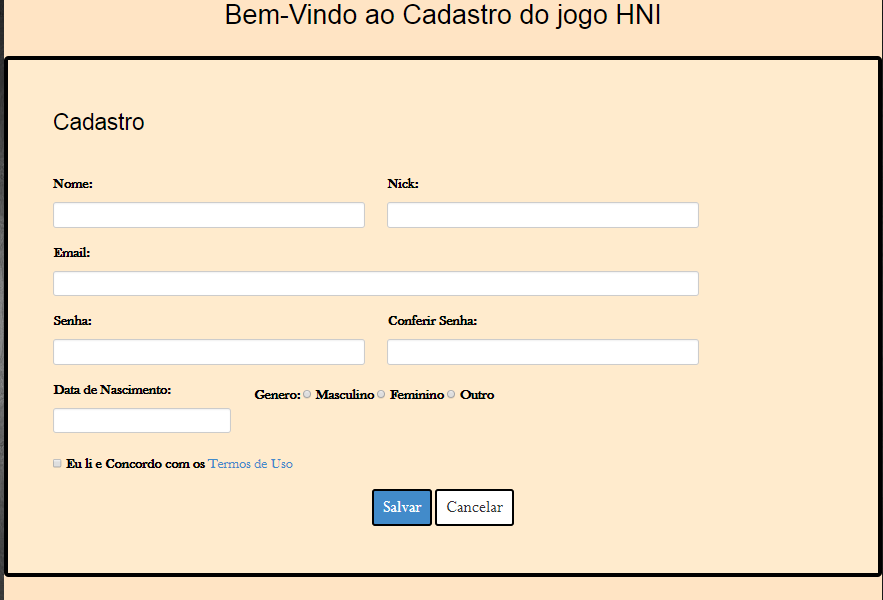 Bem-Vindo ao Cadastro do jogo HNI
Cadastro
Nome: Nick:
Email:
Senha: Conferir Senha:
Data de Nascimento: Genero: Masculino Feminino Outro
Eu li e Concordo com os Termos de Uso
Salvar Cancelar